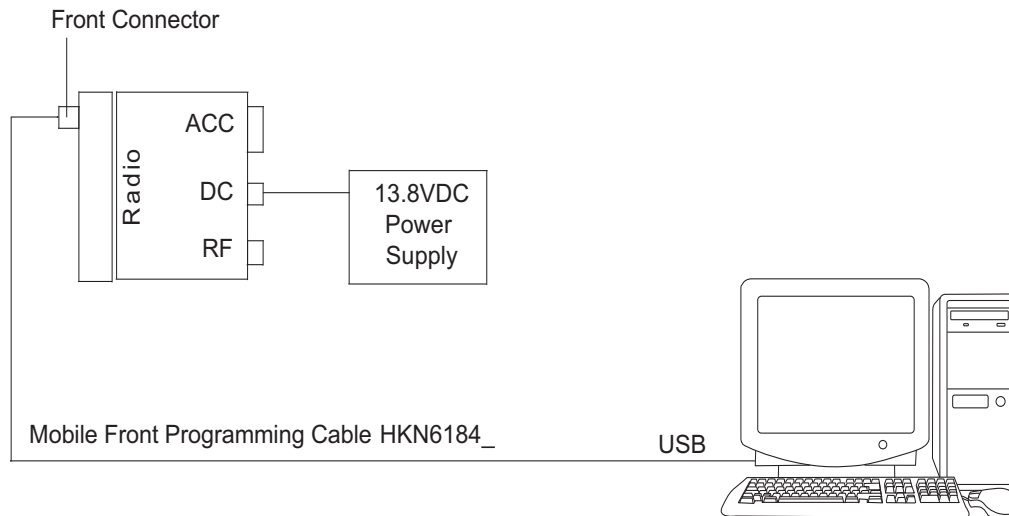 Front Connector
ACC
Radio
DC
RF
13.8VDC
Power
Supply
Mobile Front Programming Cable HKN6184_
USB